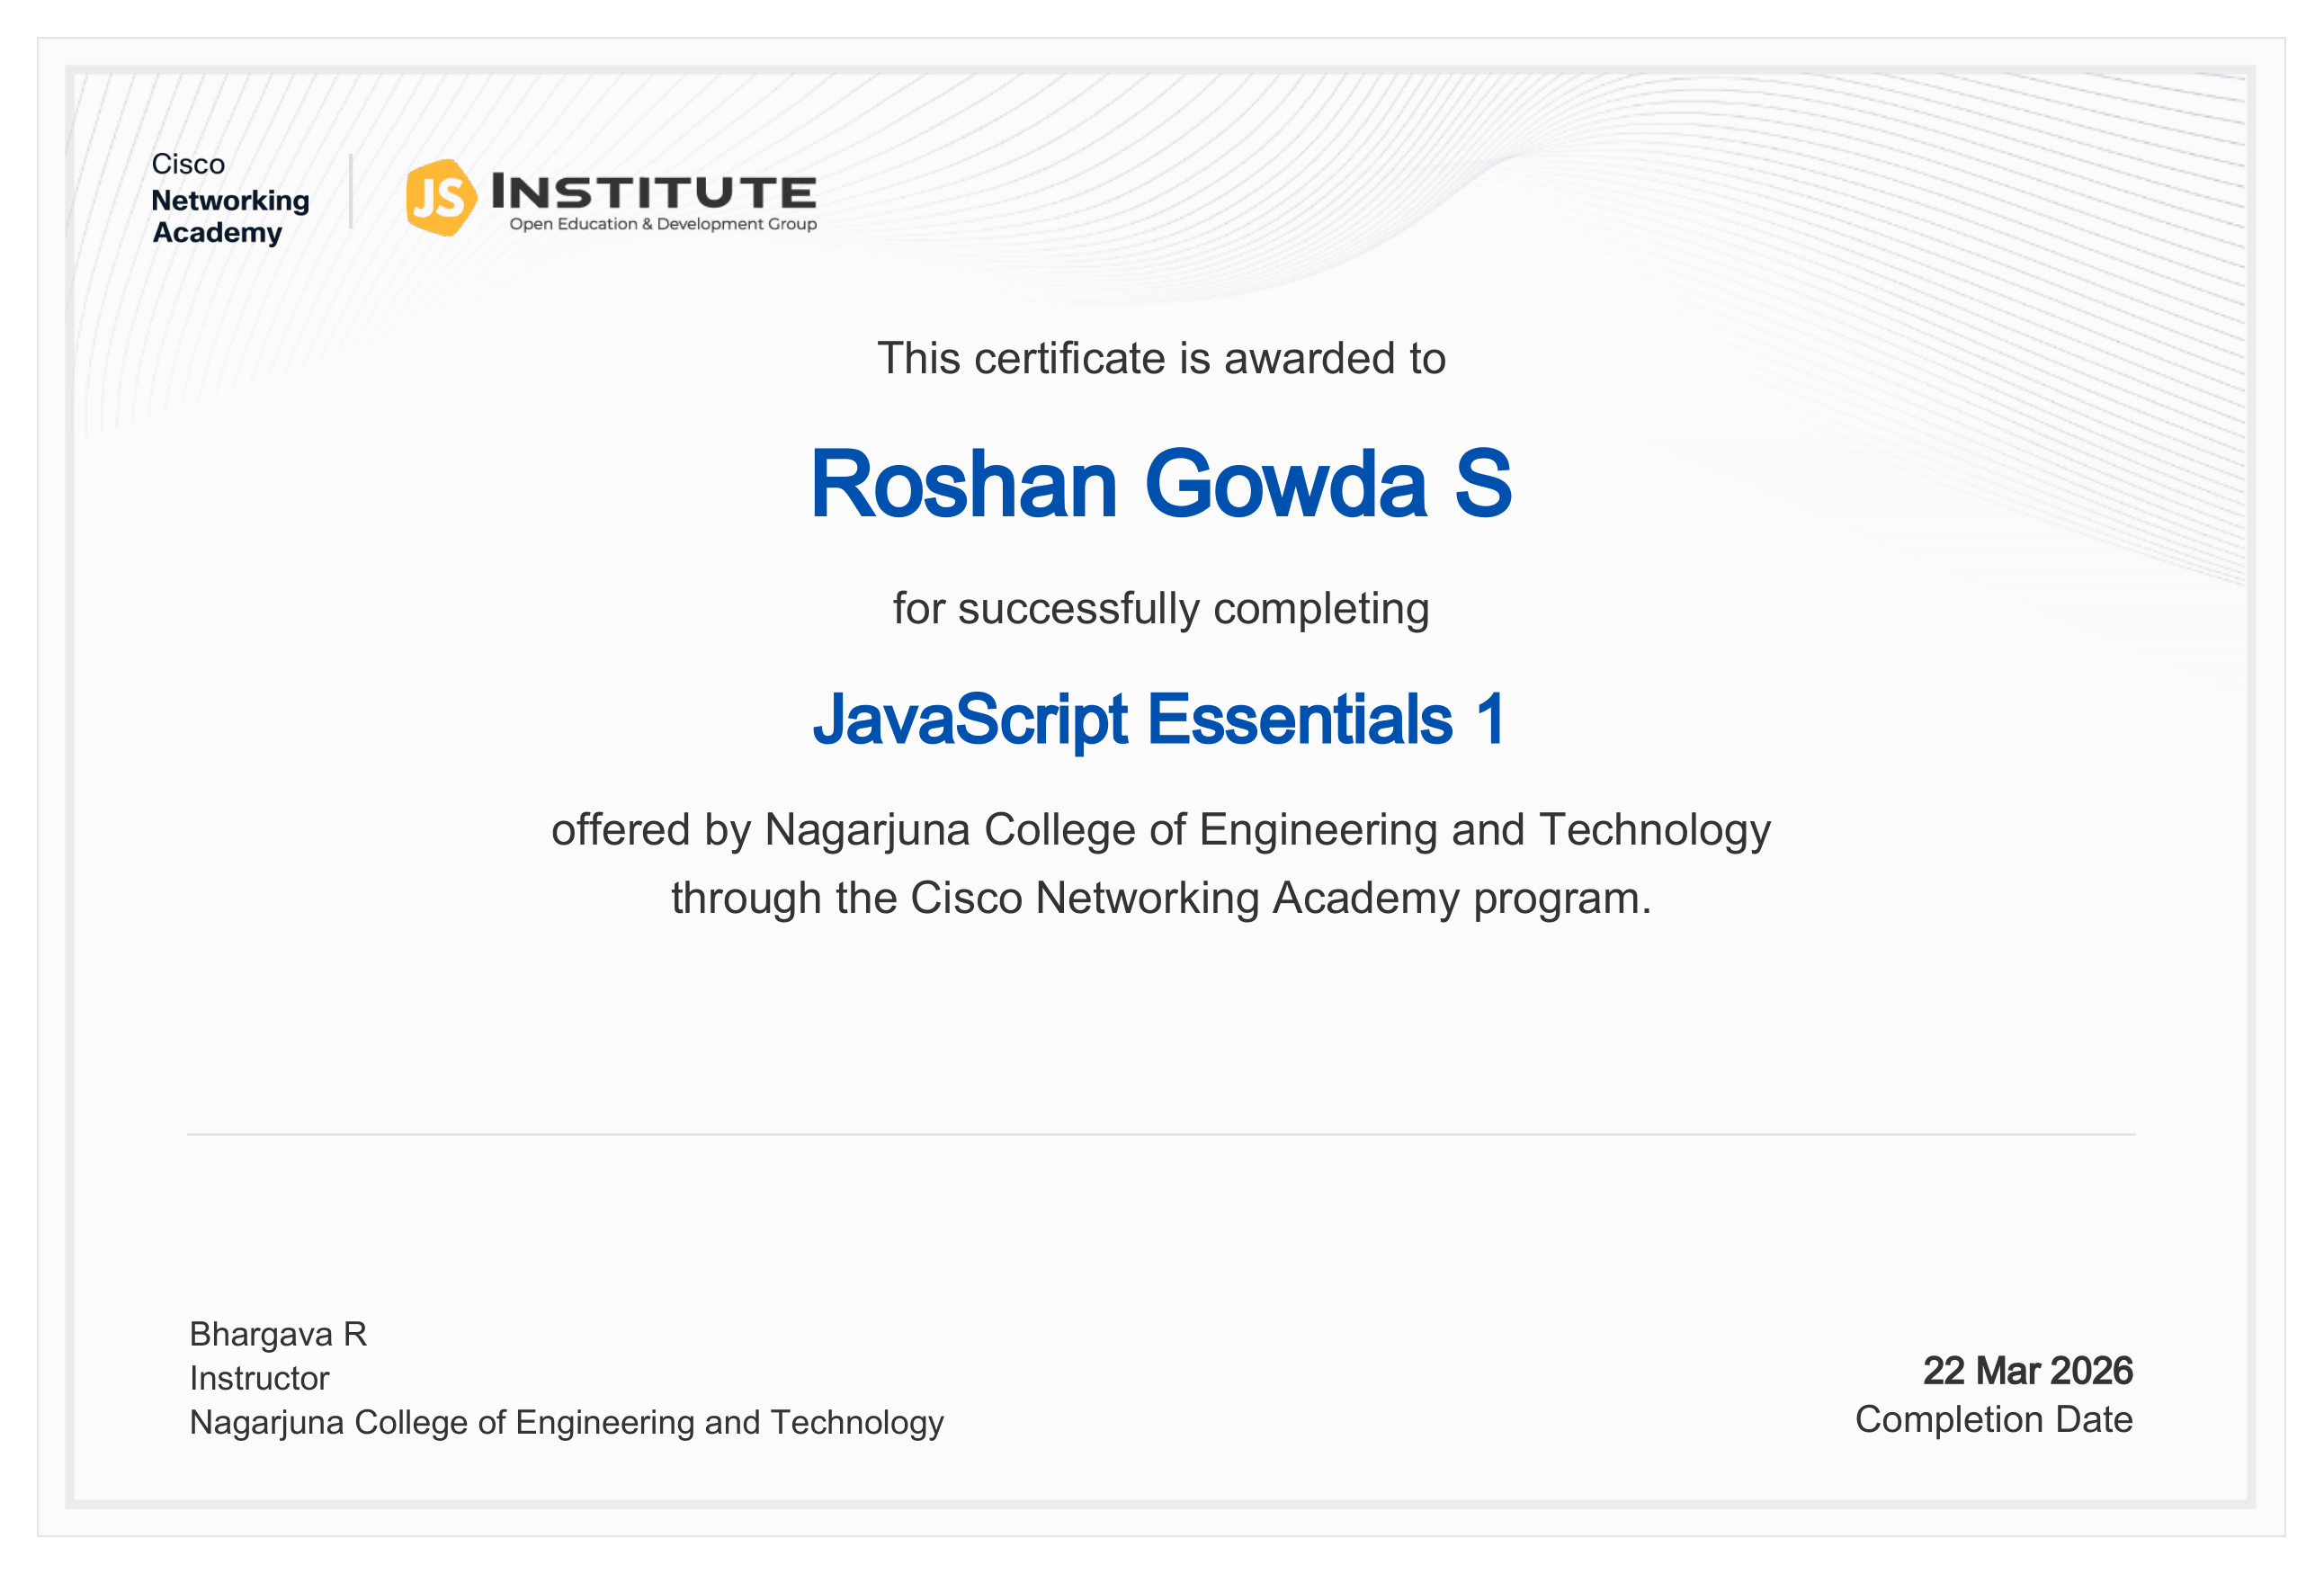 Cisco
Networking
Academy
JS INSTITUTE
Open Education & Development Group
This certificate is awarded to
Roshan Gowda S
for successfully completing
JavaScript Essentials 1
offered by Nagarjuna College of Engineering and Technology
through the Cisco Networking Academy program.
Bhargava R
Instructor
Nagarjuna College of Engineering and Technology
22 Mar 2026
Completion Date